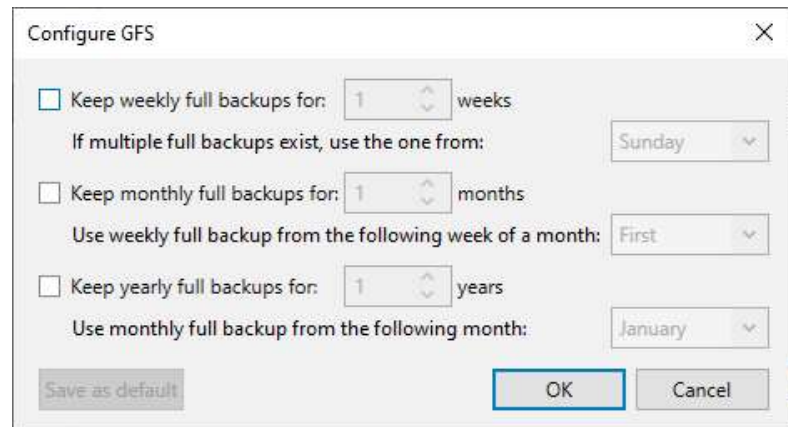 Configure GFS
Keep weekly full backups for: 1 weeks
If multiple full backups exist, use the one from: Sunday
Keep monthly full backups for: 1 months
Use weekly full backup from the following week of a month: First
Keep yearly full backups for: 1 years
Use monthly full backup from the following month: January
Save as default OK Cancel